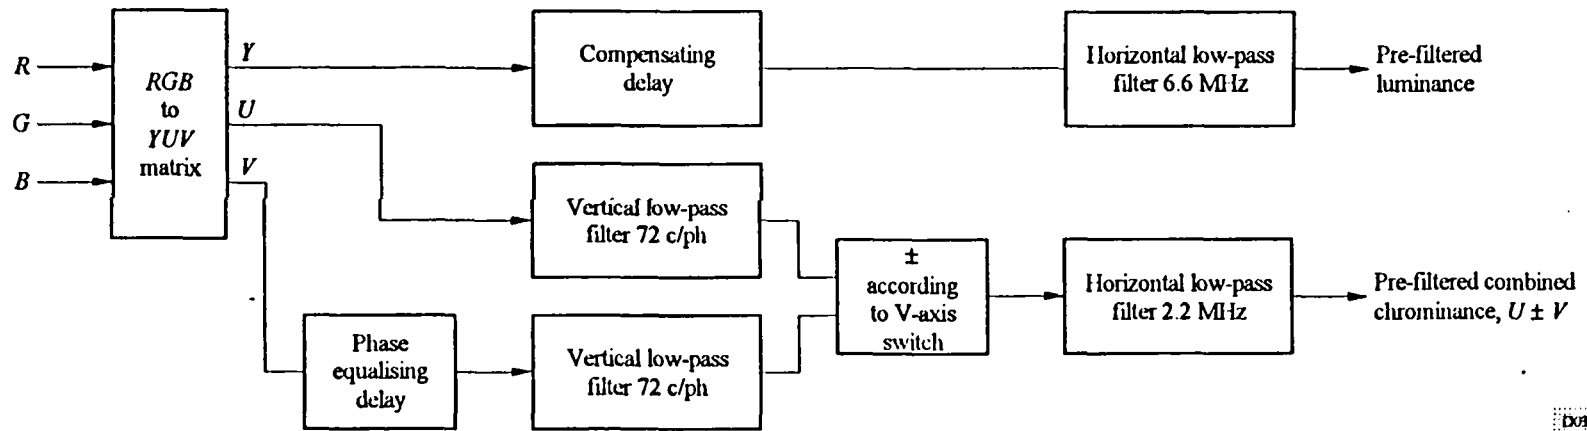 R
G
B
RGB
to
YUV
matrix
Y
U
V
Compensating
delay
Horizontal low-pass
filter 6.6 MHz
Pre-filtered
luminance
Vertical low-pass
filter 72 c/ph
Phase
equalising
delay
Vertical low-pass
filter 72 c/ph
±
according
to V-axis
switch
Horizontal low-pass
filter 2.2 MHz
Pre-filtered combined
chrominance, U ± V